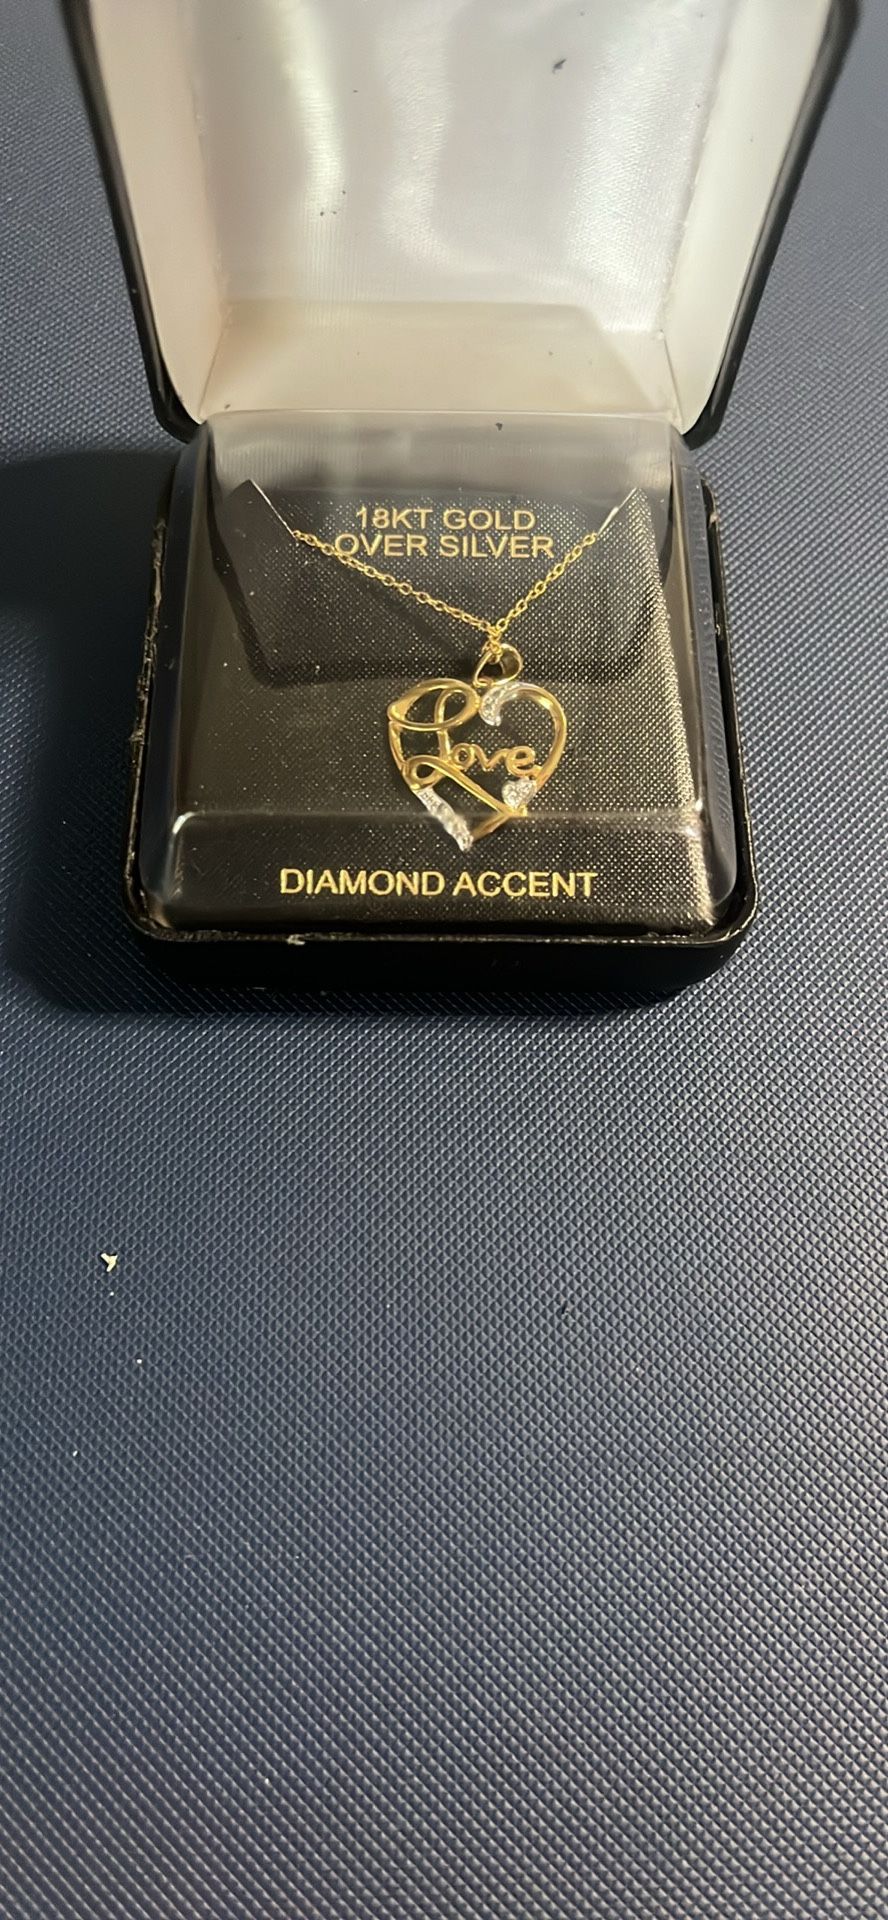 18KT GOLD
OVER SILVER
Love
DIAMOND ACCENT